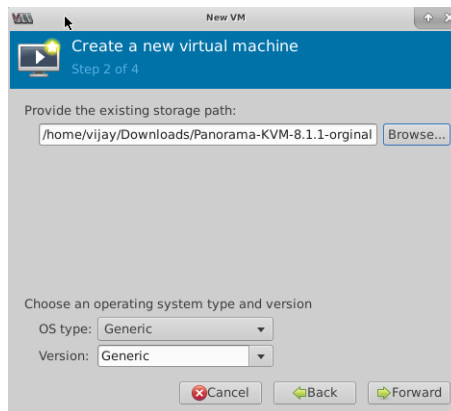 New VM
Create a new virtual machine
Step 2 of 4
Provide the existing storage path:
/home/vijay/Downloads/Panorama-KVM-8.1.1-orginal Browse...
Choose an operating system type and version
OS type: Generic
Version: Generic
Cancel Back Forward